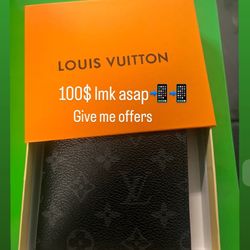 LOUIS VUITTON
100$ lmk asap📲📲
Give me offers